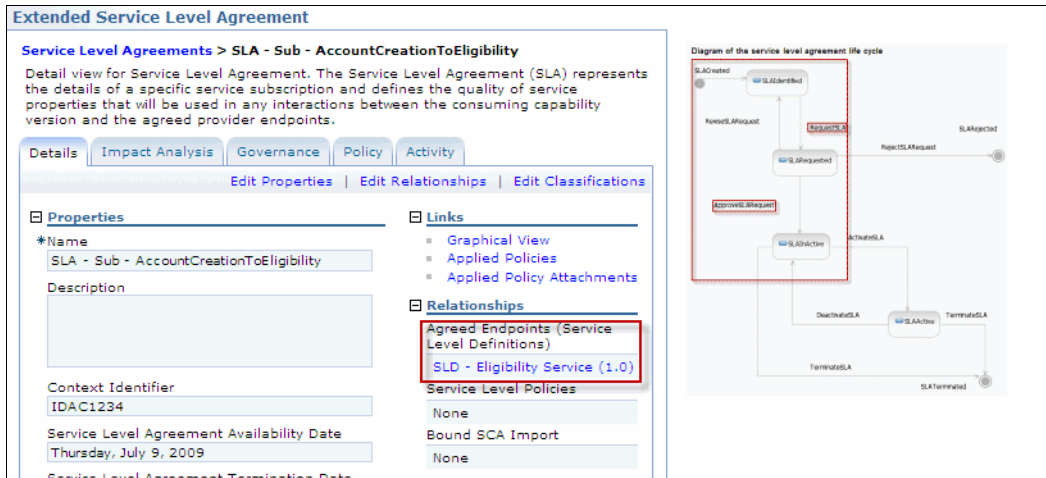 Extended Service Level Agreement
Service Level Agreements > SLA - Sub - AccountCreationToEligibility
Detail view for Service Level Agreement. The Service Level Agreement (SLA) represents
the details of a specific service subscription and defines the quality of service
properties that will be used in any interactions between the consuming capability
version and the agreed provider endpoints.
Details
Impact Analysis
Governance
Policy
Activity
Edit Properties | Edit Relationships | Edit Classifications
Properties
*Name
SLA - Sub - AccountCreationToEligibility
Description
Context Identifier
IDAC1234
Service Level Agreement Availability Date
Thursday, July 9, 2009
Service Level Agreement Termination Date
Links
Graphical View
Applied Policies
Applied Policy Attachments
Relationships
Agreed Endpoints (Service
Level Definitions)
SLD - Eligibility Service (1.0)
Service Level Policies
None
Bound SCA Import
None
Diagram of the service level agreement life cycle
SLACreated
SLAIdentified
ReviseSLARequest
RequestSLA
SLARejected
RejectSLARequest
SLARequested
ApproveSLARequest
SLAInActive
ActivateSLA
DeactivateSLA
SLAActive
TerminateSLA
TerminateSLA
SLATerminated